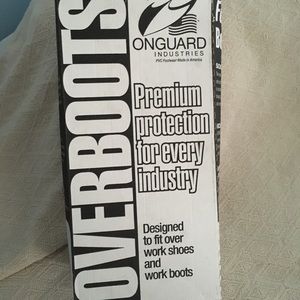 OVERBOOTS
ONGUARD
INDUSTRIES
PVC Footwear Made in America
Premium
protection
for every
industry
Designed
to fit over
work shoes
and
work boots